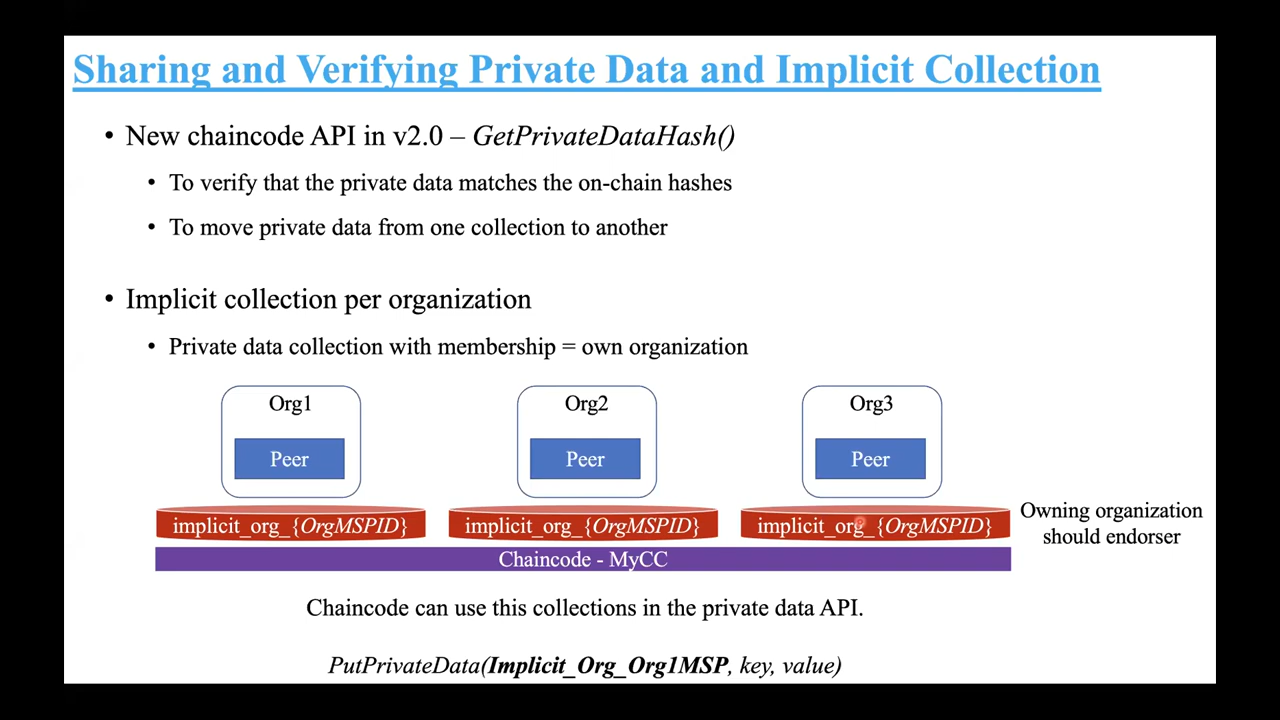 Sharing and Verifying Private Data and Implicit Collection
• New chaincode API in v2.0 – GetPrivateDataHash()
• To verify that the private data matches the on-chain hashes
• To move private data from one collection to another
• Implicit collection per organization
• Private data collection with membership = own organization
Org1
Org2
Org3
Peer
Peer
Peer
implicit_org_{OrgMSPID}
implicit_org_{OrgMSPID}
implicit_org_{OrgMSPID}
Owning organization
should endorser
Chaincode - MyCC
Chaincode can use this collections in the private data API.
PutPrivateData(Implicit_Org_Org1MSP, key, value)